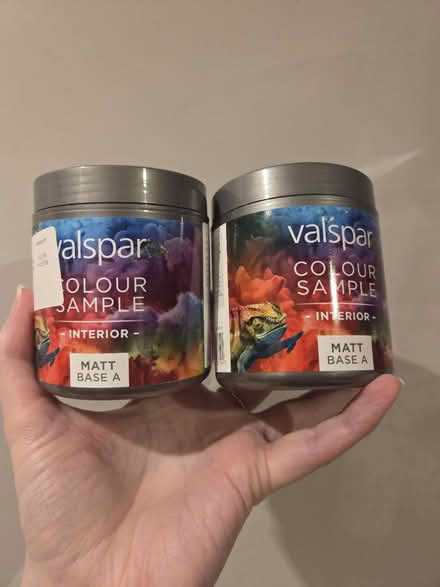 valspar
COLOUR
SAMPLE
- INTERIOR -
MATT
BASE A
valspar
COLOUR
SAMPLE
- INTERIOR -
MATT
BASE A